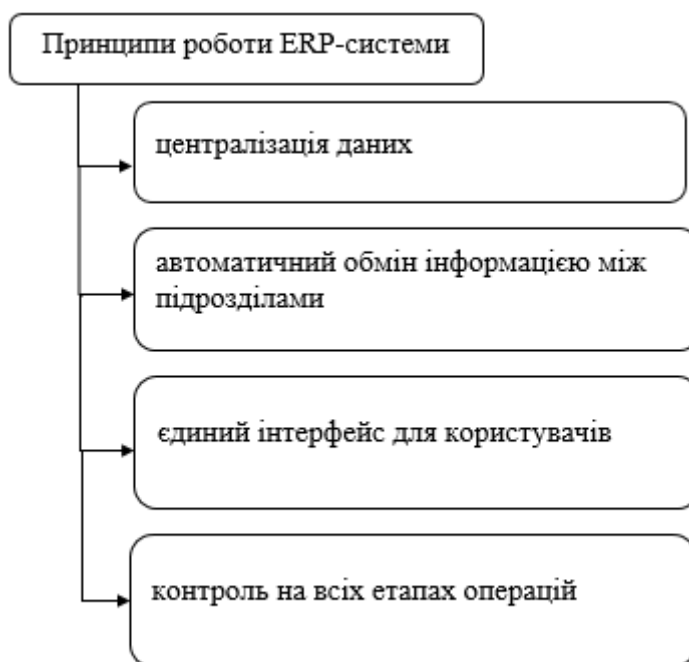 Принципи роботи ERP-системи
централізація даних
автоматичний обмін інформацією між
підрозділами
єдиний інтерфейс для користувачів
контроль на всіх етапах операцій